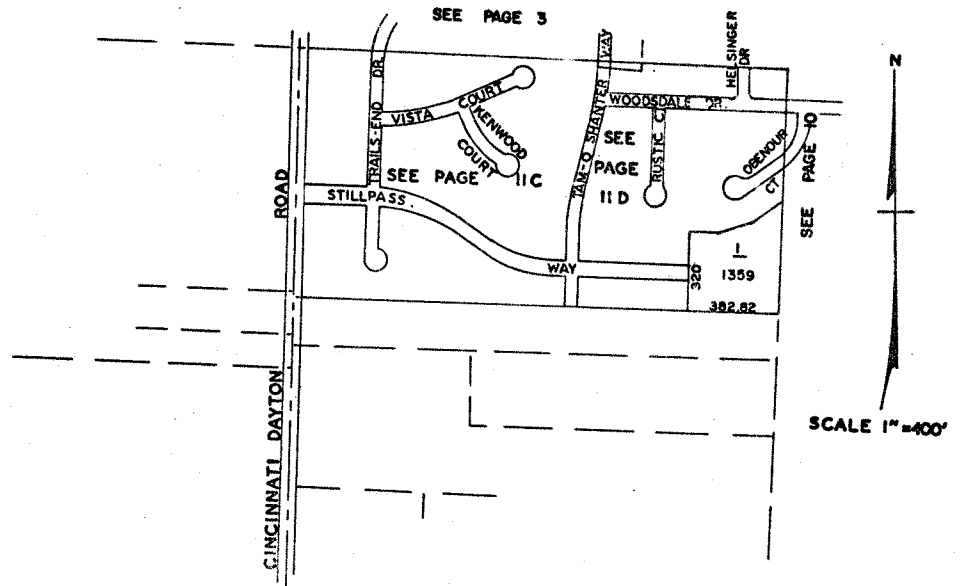 SEE PAGE 3
HELSINGER
DR
N
TRAILS-END DR.
TAM-O SHANTER WAY
VISTA COURT
KENWOOD
COURT
WOODSDALE DR.
RUSTIC CT
SEE
PAGE
11 D
OBENOUR
CT
SEE PAGE 10
SEE PAGE 11C
STILLPASS
WAY
1
1359
320
382.82
CINCINNATI DAYTON ROAD
SCALE 1"=400'